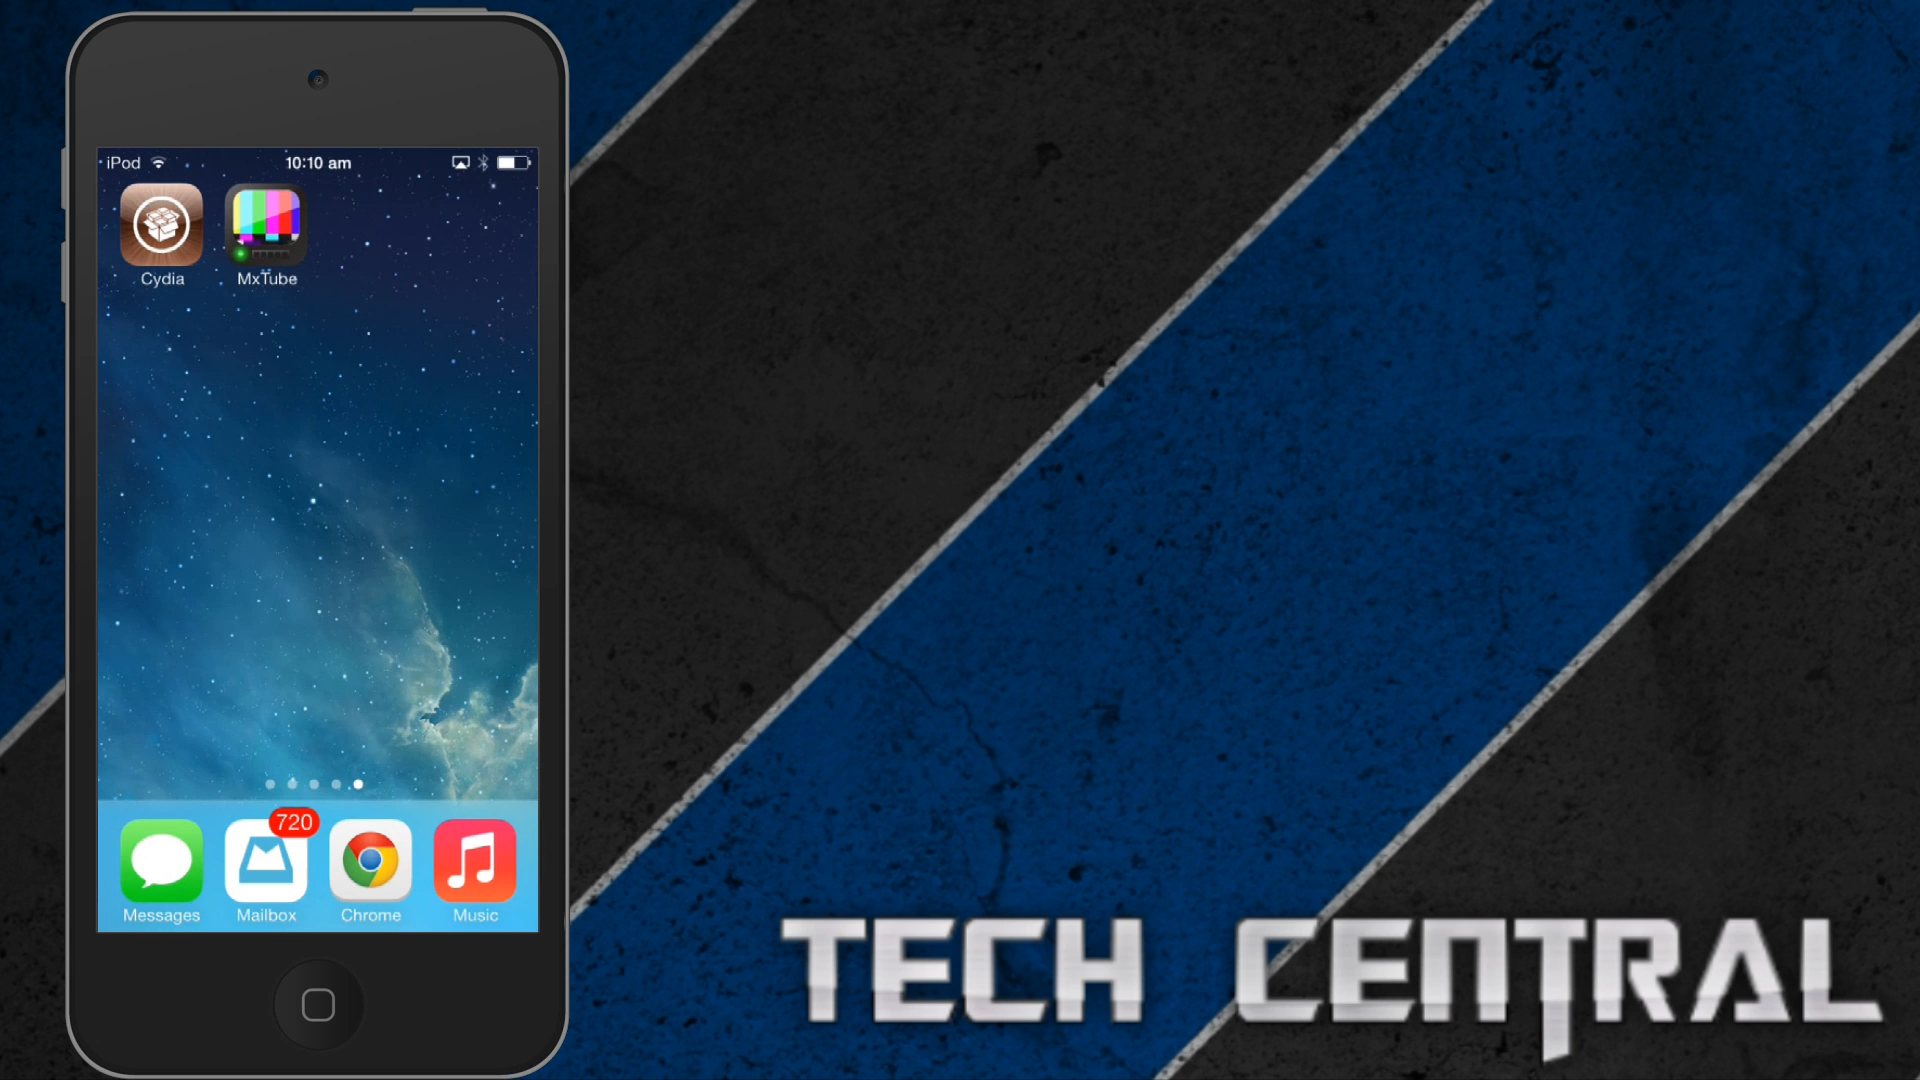 iPod 10:10 am
Cydia MxTube
720
Messages Mailbox Chrome Music
TECH CENTRAL